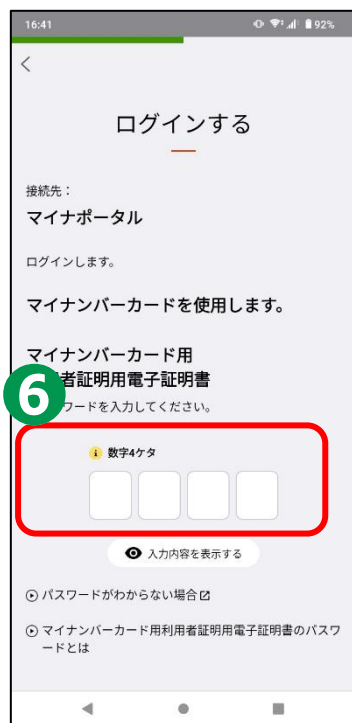 16:41
92%
ログインする
接続先：
マイナポータル
ログインします。
マイナンバーカードを使用します。
マイナンバーカード用
者証明用電子証明書
6
ワードを入力してください。
数字4ケタ
入力内容を表示する
パスワードがわからない場合
マイナンバーカード用利用者証明用電子証明書のパスワ
ードとは